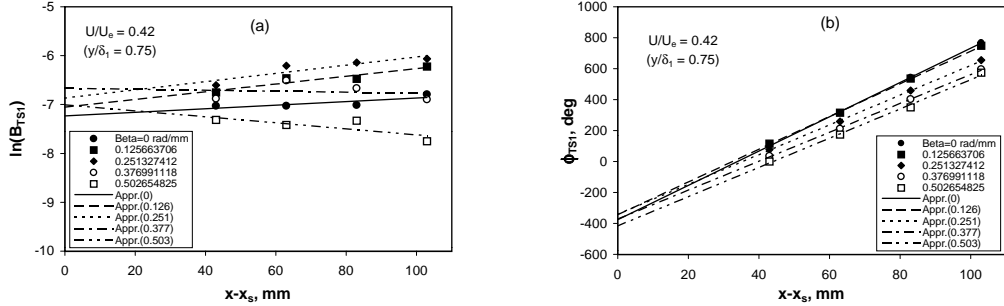 (a)
U/Ue = 0.42
(y/δ1 = 0.75)
ln(BTS1)
-5
-6
-7
-8
-9
-10
Beta=0 rad/mm
0.125663706
0.251327412
0.376991118
0.502654825
Appr.(0)
Appr.(0.126)
Appr.(0.251)
Appr.(0.377)
Appr.(0.503)
0 20 40 60 80 100
x-xs, mm
(b)
U/Ue = 0.42
(y/δ1 = 0.75)
ϕTS1, deg
1000
800
600
400
200
0
-200
-400
-600
Beta=0 rad/mm
0.125663706
0.251327412
0.376991118
0.502654825
Appr.(0)
Appr.(0.126)
Appr.(0.251)
Appr.(0.377)
Appr.(0.503)
0 20 40 60 80 100
x-xs, mm